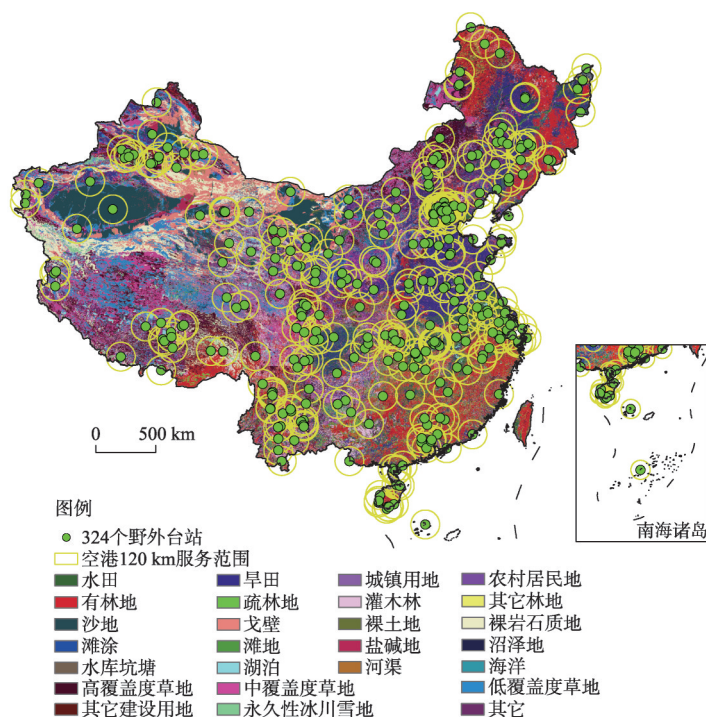 0 500 km
图例
324个野外台站
空港120 km服务范围
水田 旱田 城镇用地 农村居民地
有林地 疏林地 灌木林 其它林地
沙地 戈壁 裸土地 裸岩石质地
滩涂 滩地 盐碱地 沼泽地
水库坑塘 湖泊 河渠 海洋
高覆盖度草地 中覆盖度草地 低覆盖度草地
其它建设用地 永久性冰川雪地 其它
南海诸岛